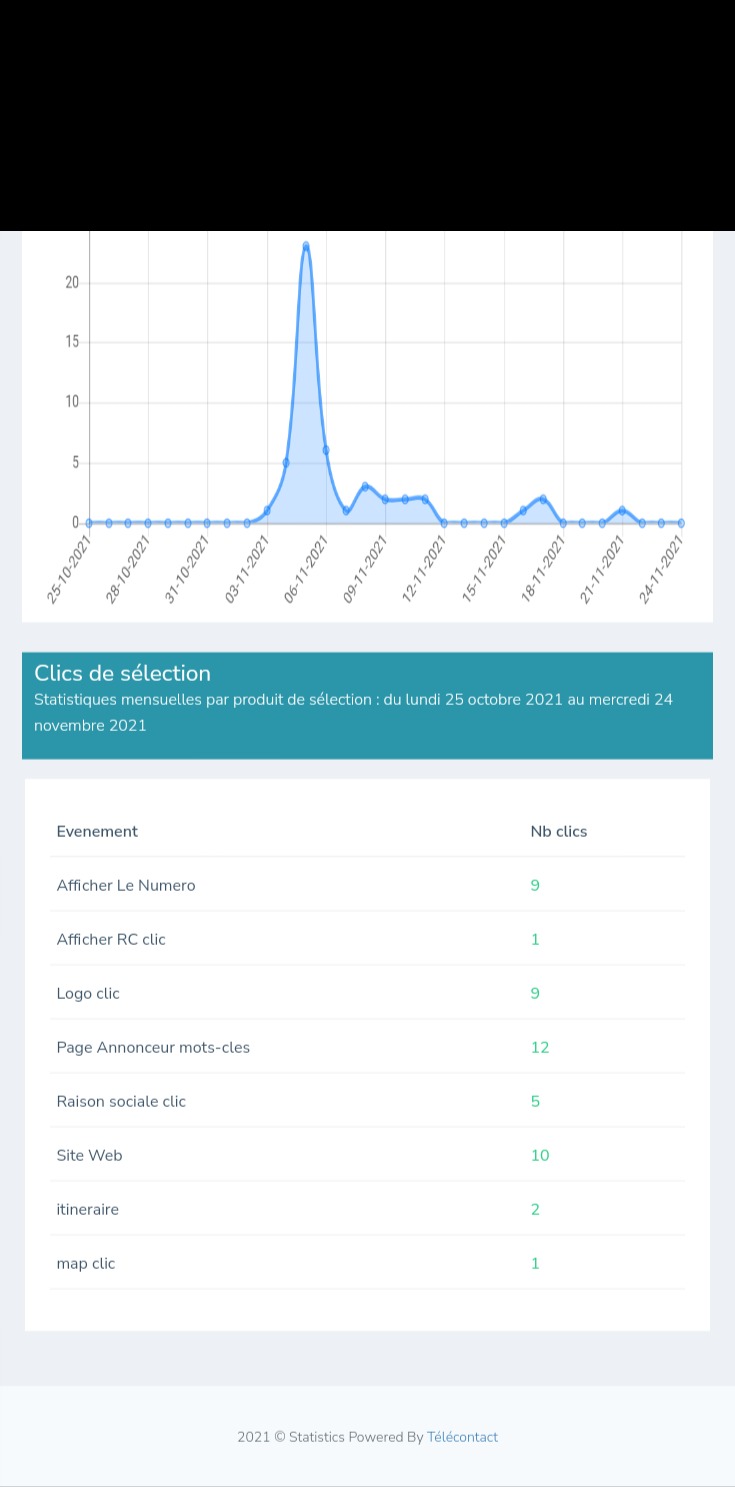 20
15
10
5
0
25-10-2021
28-10-2021
31-10-2021
03-11-2021
06-11-2021
09-11-2021
12-11-2021
15-11-2021
18-11-2021
21-11-2021
24-11-2021
Clics de sélection
Statistiques mensuelles par produit de sélection : du lundi 25 octobre 2021 au mercredi 24
novembre 2021
Evenement Nb clics
Afficher Le Numero 9
Afficher RC clic 1
Logo clic 9
Page Annonceur mots-cles 12
Raison sociale clic 5
Site Web 10
itineraire 2
map clic 1
2021 © Statistics Powered By Télécontact